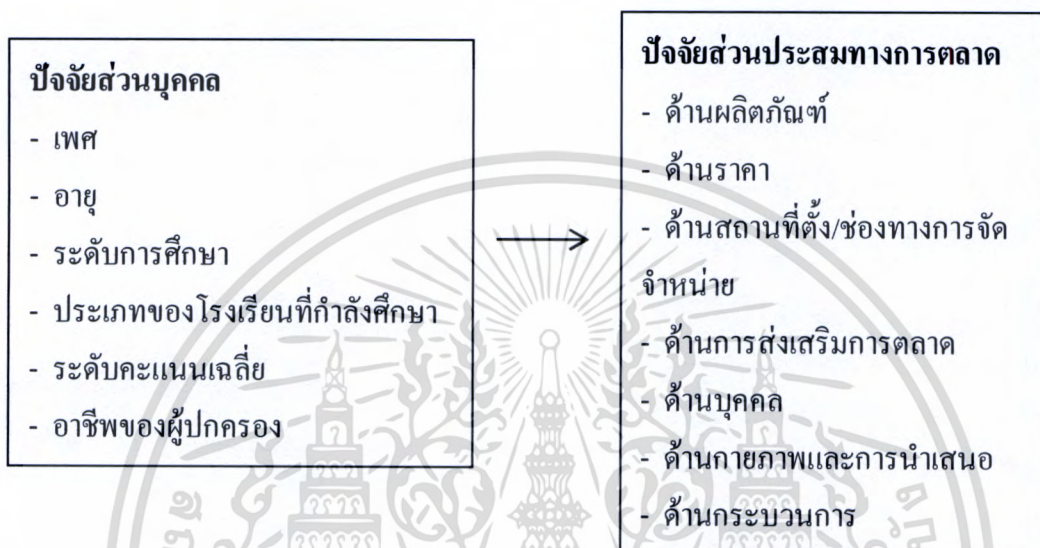 ปัจจัยส่วนบุคคล
- เพศ
- อายุ
- ระดับการศึกษา
- ประเภทของโรงเรียนที่กำลังศึกษา
- ระดับคะแนนเฉลี่ย
- อาชีพของผู้ปกครอง
ปัจจัยส่วนประสมทางการตลาด
- ด้านผลิตภัณฑ์
- ด้านราคา
- ด้านสถานที่ตั้ง/ช่องทางการจัด
จำหน่าย
- ด้านการส่งเสริมการตลาด
- ด้านบุคคล
- ด้านกายภาพและการนำเสนอ
- ด้านกระบวนการ